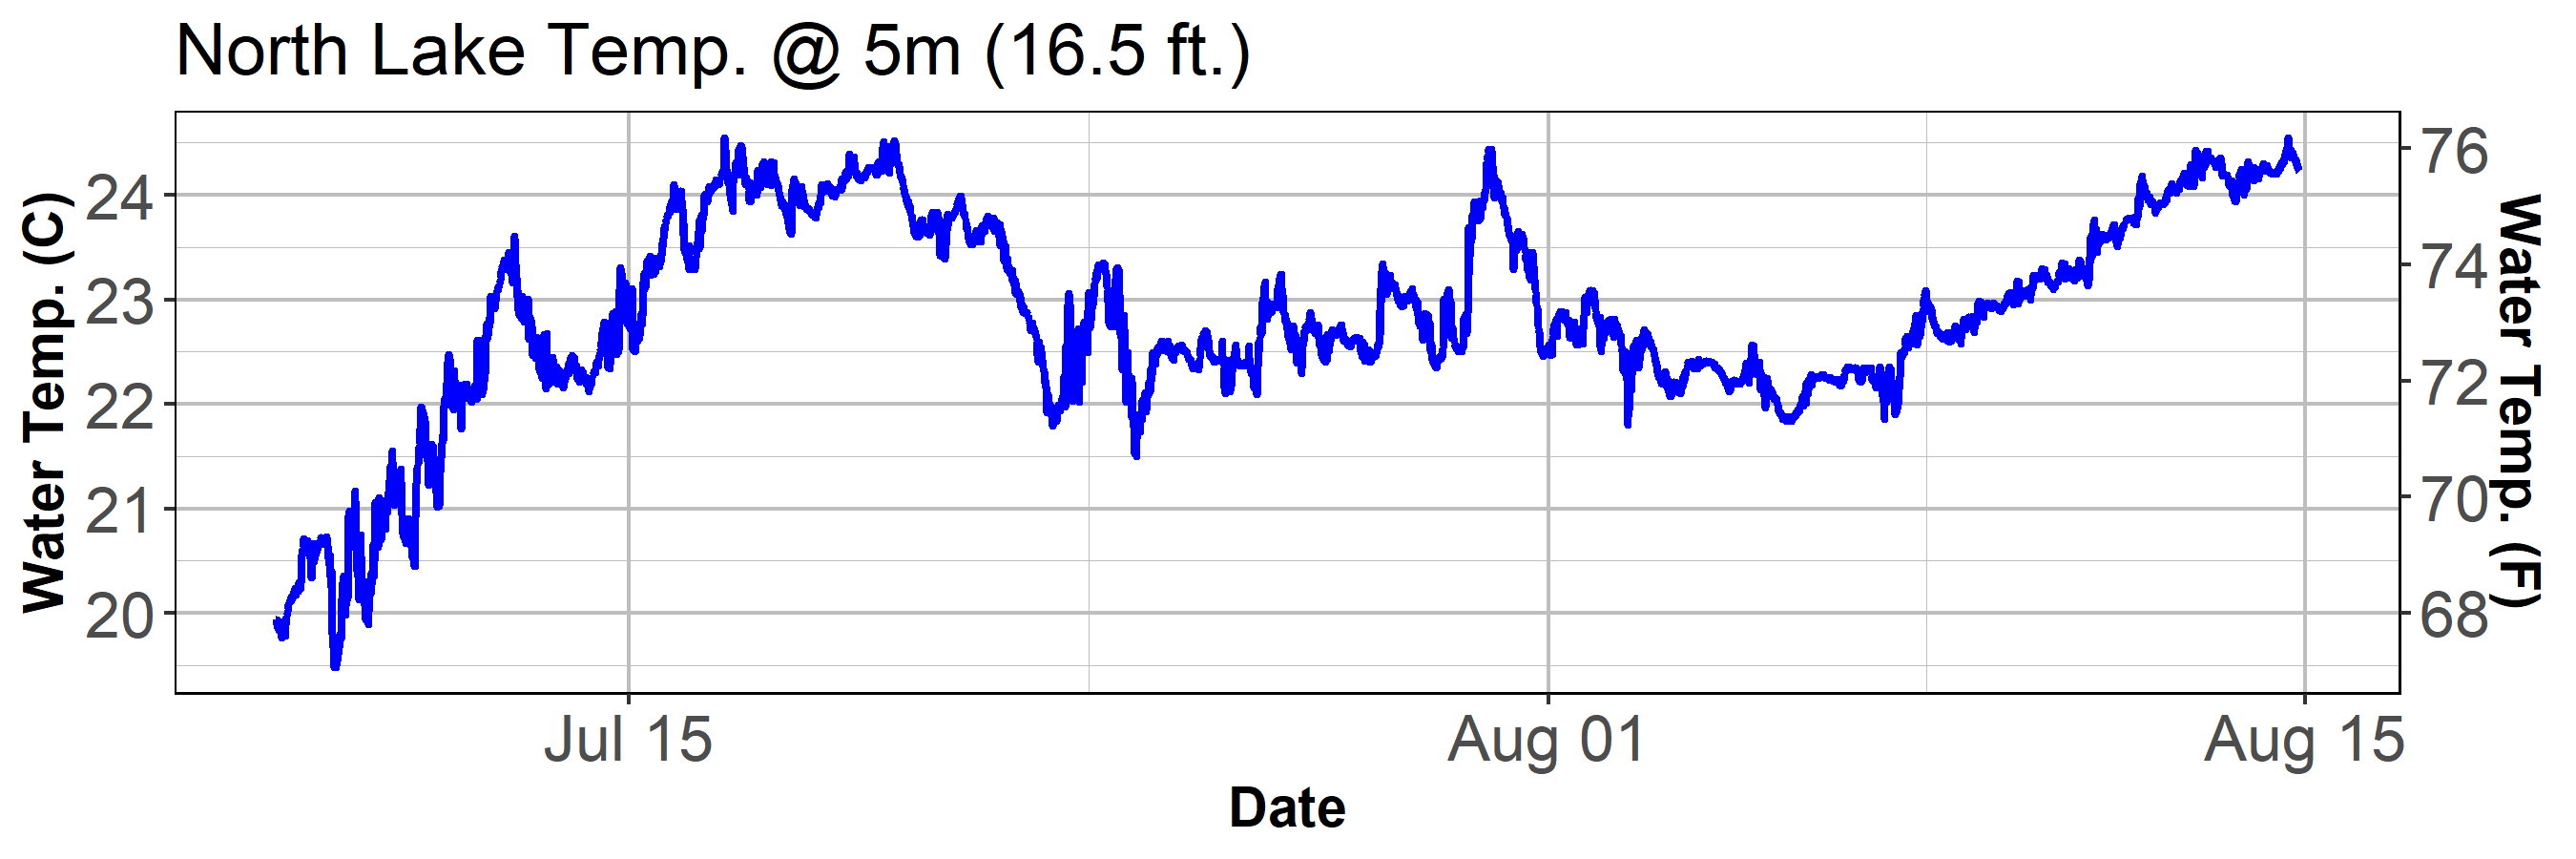 North Lake Temp. @ 5m (16.5 ft.)
Water Temp. (C)
24
23
22
21
20
76
74
72
70
68
Water Temp. (F)
Jul 15
Aug 01
Aug 15
Date